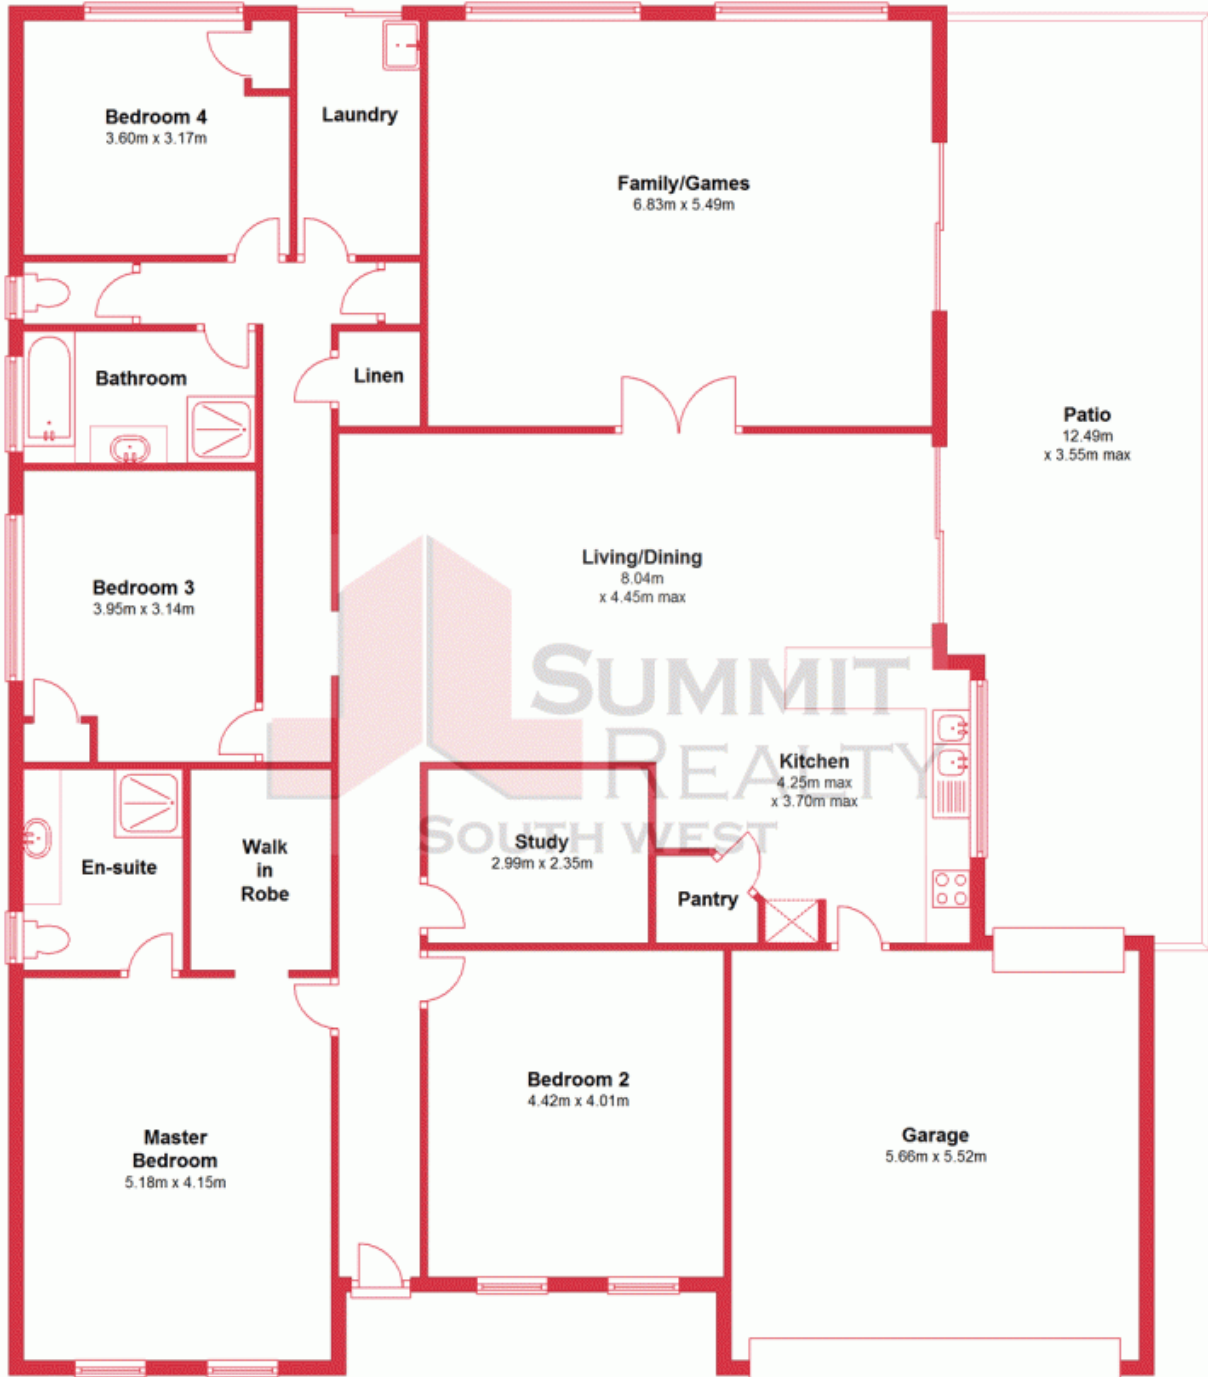 Bedroom 4
3.60m x 3.17m
Laundry
Family/Games
6.83m x 5.49m
Bathroom
Linen
Patio
12.49m
x 3.55m max
Bedroom 3
3.95m x 3.14m
Living/Dining
8.04m
x 4.45m max
SUMMIT
REALTY
SOUTH WEST
Kitchen
4.25m max
x 3.70m max
En-suite
Walk
in
Robe
Study
2.99m x 2.35m
Pantry
Master
Bedroom
5.18m x 4.15m
Bedroom 2
4.42m x 4.01m
Garage
5.66m x 5.52m